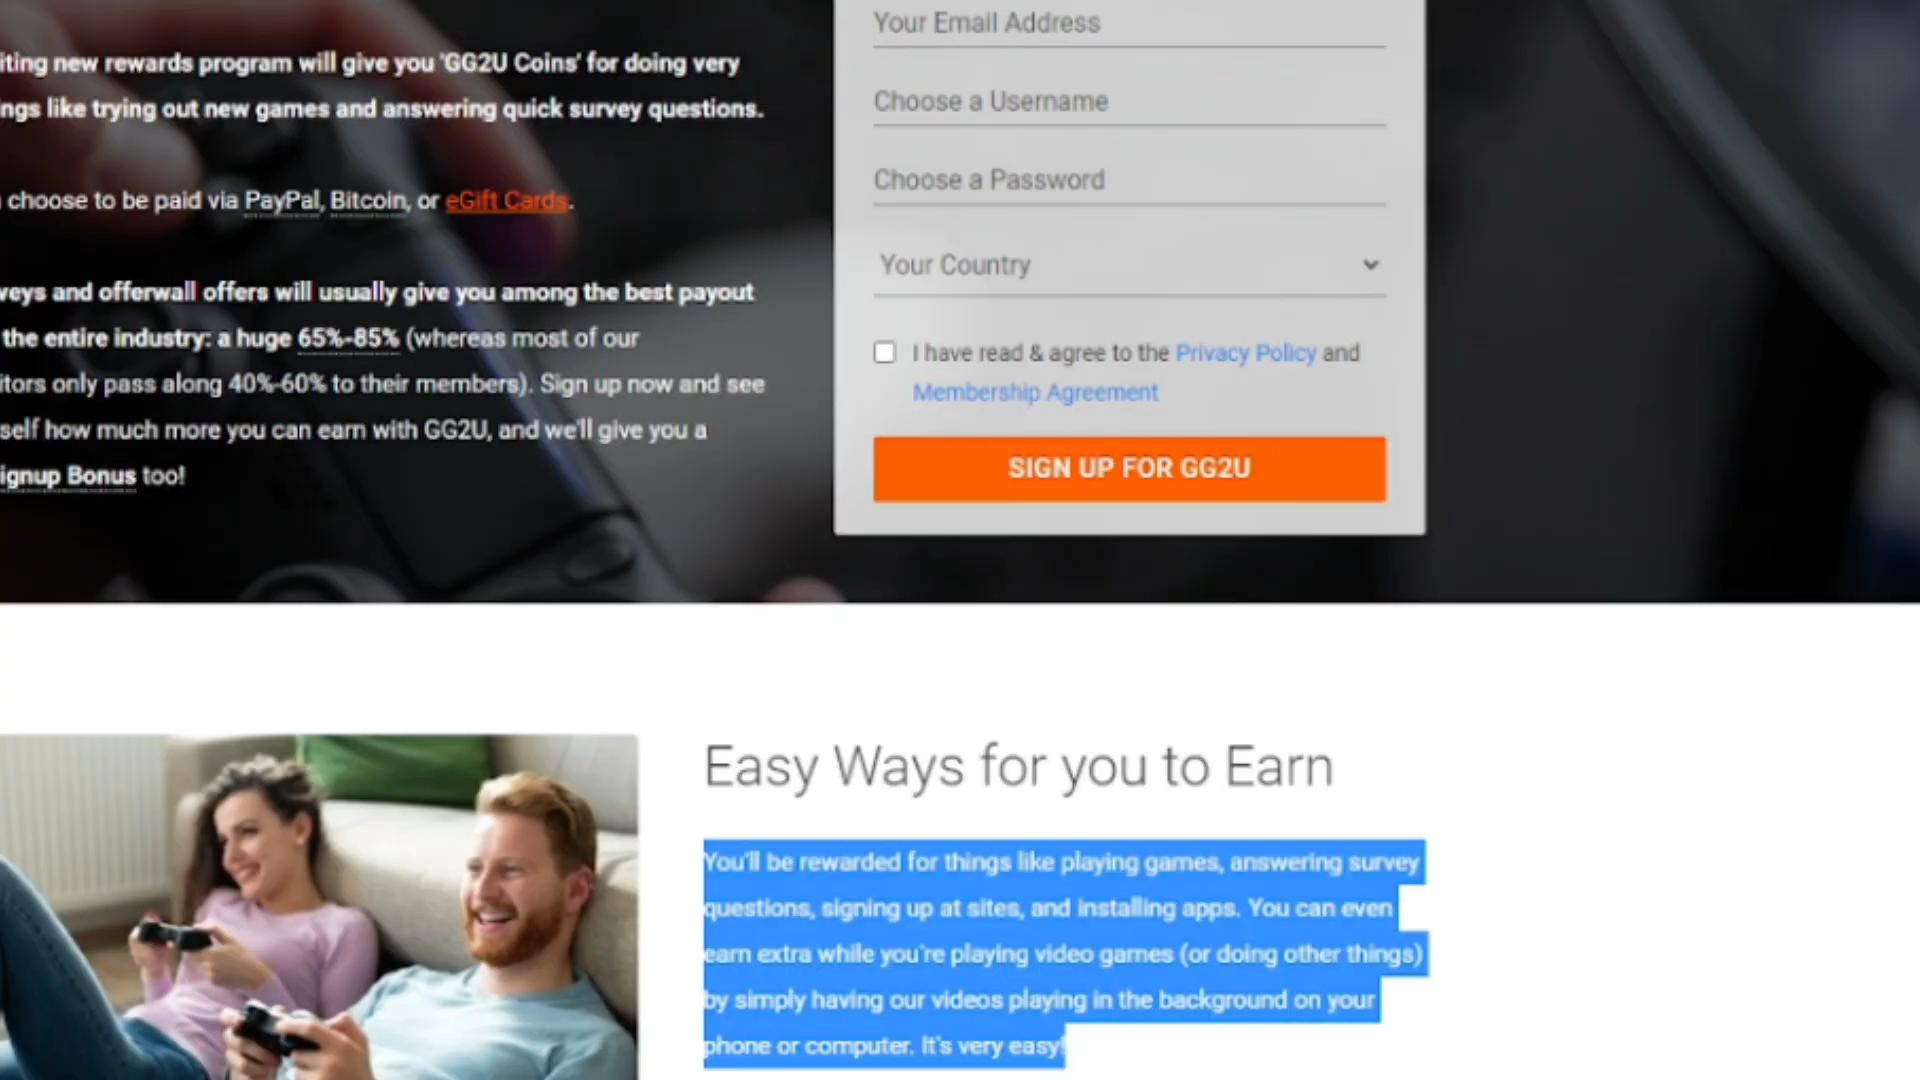 iting new rewards program will give you 'GG2U Coins' for doing very
ngs like trying out new games and answering quick survey questions.
choose to be paid via PayPal, Bitcoin, or eGift Cards.
veys and offerwall offers will usually give you among the best payout
the entire industry: a huge 65%-85% (whereas most of our
itors only pass along 40%-60% to their members). Sign up now and see
self how much more you can earn with GG2U, and we'll give you a
ignup Bonus too!
Your Email Address
Choose a Username
Choose a Password
Your Country
I have read & agree to the Privacy Policy and
Membership Agreement
SIGN UP FOR GG2U
Easy Ways for you to Earn
You'll be rewarded for things like playing games, answering survey
questions, signing up at sites, and installing apps. You can even
earn extra while you're playing video games (or doing other things)
by simply having our videos playing in the background on your
phone or computer. It's very easy!